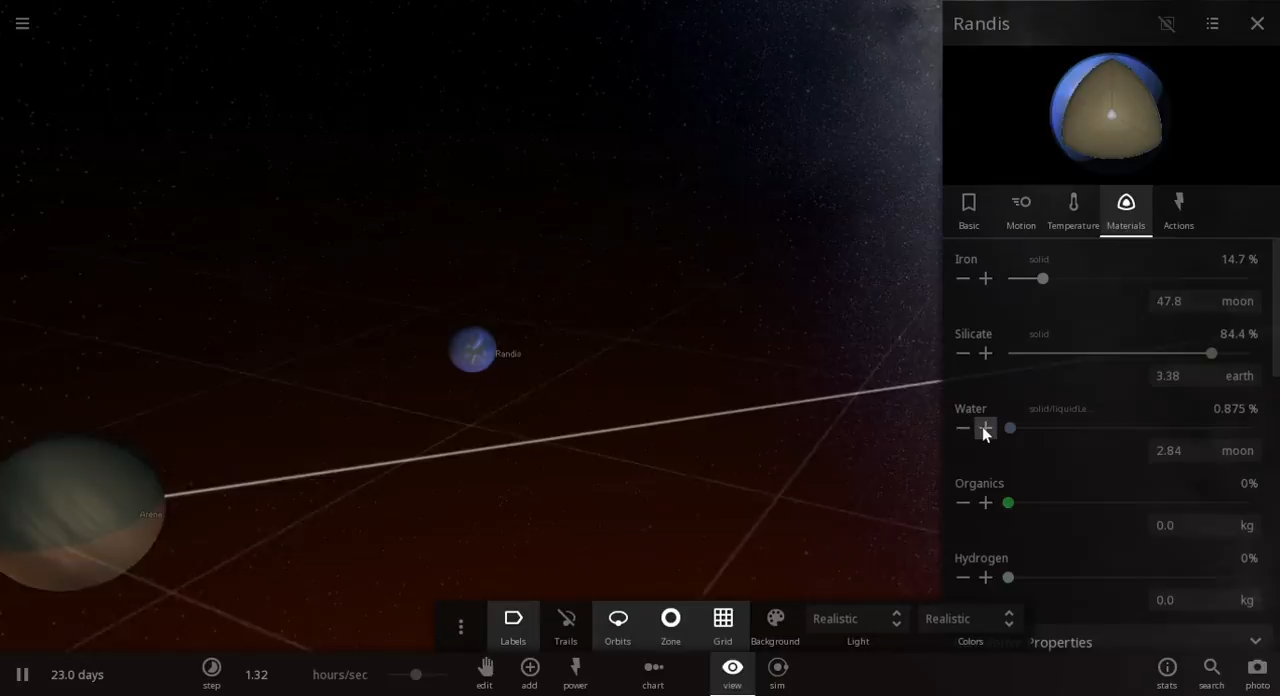 Randis
Basic
Motion
Temperature
Materials
Actions
Iron solid 14.7 %
47.8 moon
Silicate solid 84.4 %
3.38 earth
Water solid/liquidLe... 0.875 %
2.84 moon
Organics 0%
0.0 kg
Hydrogen 0%
0.0 kg
Properties
Randis
Labels
Trails
Orbits
Zone
Grid
Background
Realistic
Light
Realistic
Colors
23.0 days
step
1.32 hours/sec
edit
add
power
chart
view
sim
stats
search
photo